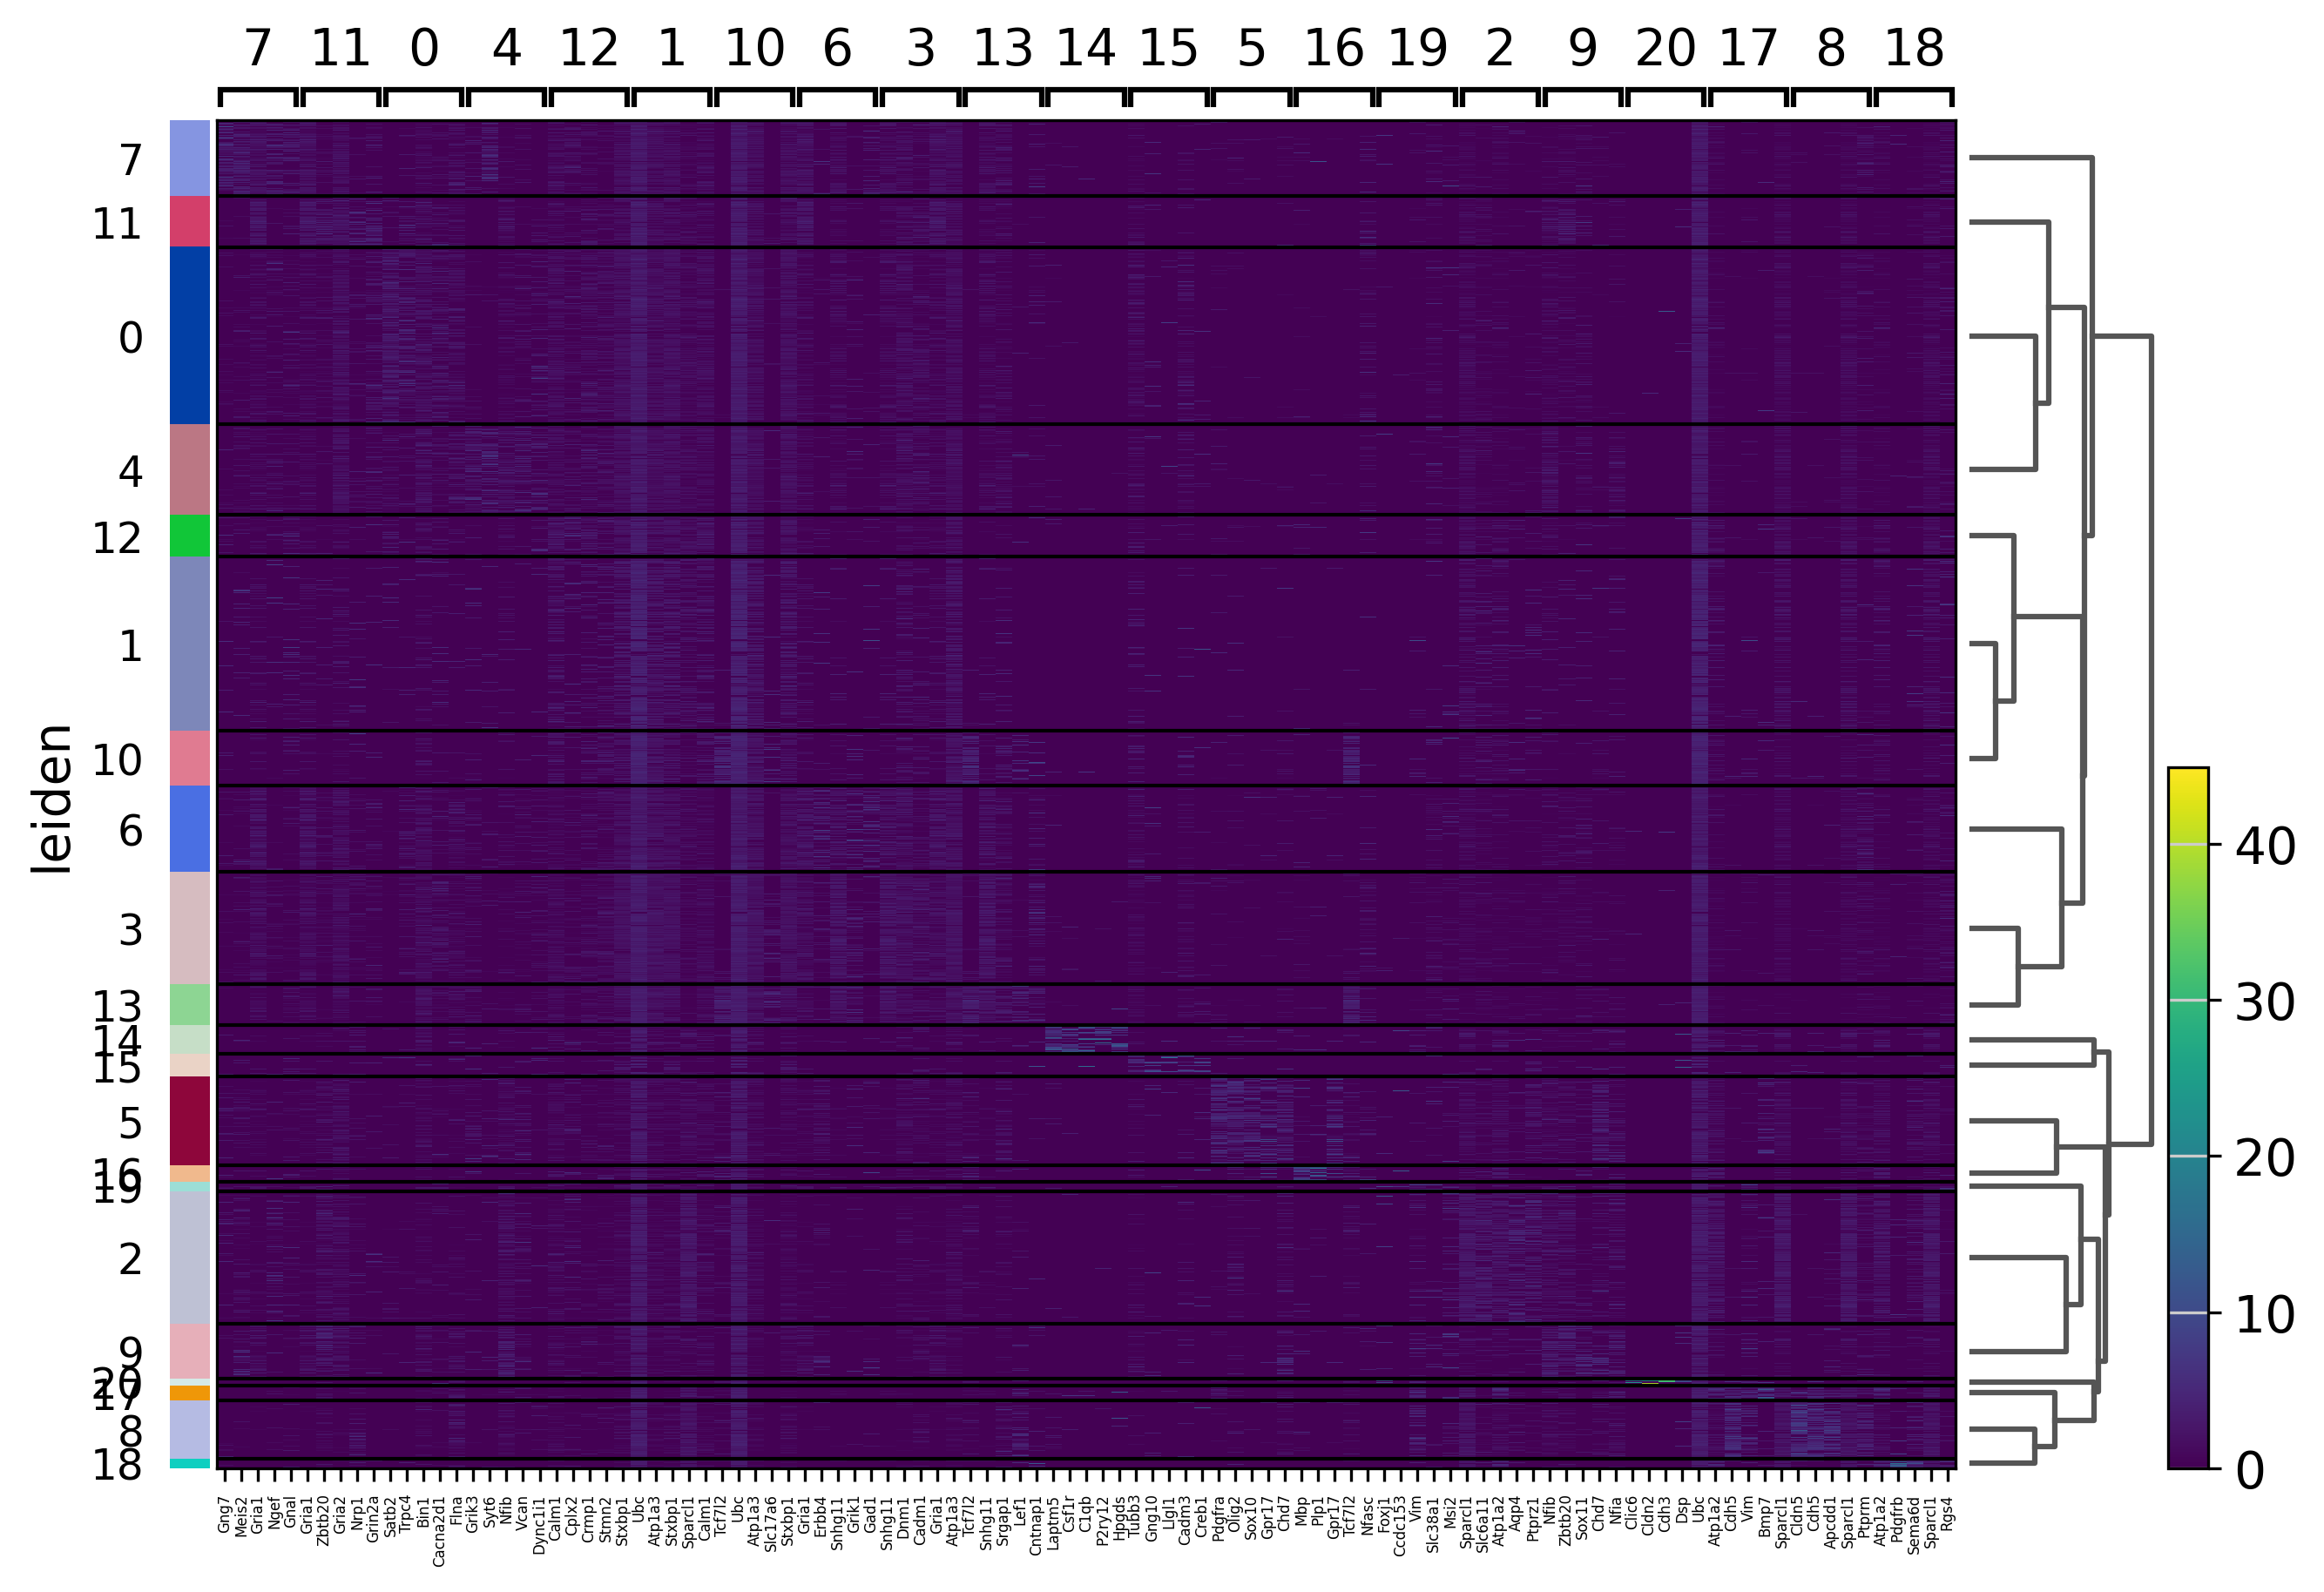 7 11 0 4 12 1 10 6 3 13 14 15 5 16 19 2 9 20 17 8 18
leiden
7
11
0
4
12
1
10
6
3
13
14
15
5
16
19
2
9
20
17
8
18
40
30
20
10
0
Gng7
Meis2
Gria1
Ngef
Gnal
Gria1
Zbtb20
Gria2
Nrp1
Grin2a
Satb2
Trpc4
Bin1
Cacna2d1
Flna
Grik3
Syt6
Nfib
Vcan
Dync1i1
Calm1
Cplx2
Crmp1
Stmn2
Stxbp1
Ubc
Atp1a3
Stxbp1
Sparcl1
Calm1
Tcf7l2
Ubc
Atp1a3
Slc17a6
Stxbp1
Gria1
Erbb4
Snhg11
Grik1
Gad1
Snhg11
Dnm1
Cadm1
Gria1
Atp1a3
Tcf7l2
Snhg11
Srgap1
Lef1
Cntnap1
Laptm5
Csf1r
C1qb
P2ry12
Hpgds
Tubb3
Gng10
Llgl1
Cadm3
Creb1
Pdgfra
Olig2
Sox10
Gpr17
Chd7
Mbp
Plp1
Gpr17
Tcf7l2
Nfasc
Foxj1
Ccdc153
Vim
Slc38a1
Msi2
Sparcl1
Slc6a11
Atp1a2
Aqp4
Ptprz1
Nfib
Zbtb20
Sox11
Chd7
Nfia
Clic6
Cldn2
Cdh3
Dsp
Ubc
Atp1a2
Cdh5
Vim
Bmp7
Sparcl1
Cldn5
Cdh5
Apcdd1
Sparcl1
Ptprm
Atp1a2
Pdgfrb
Sema6d
Sparcl1
Rgs4